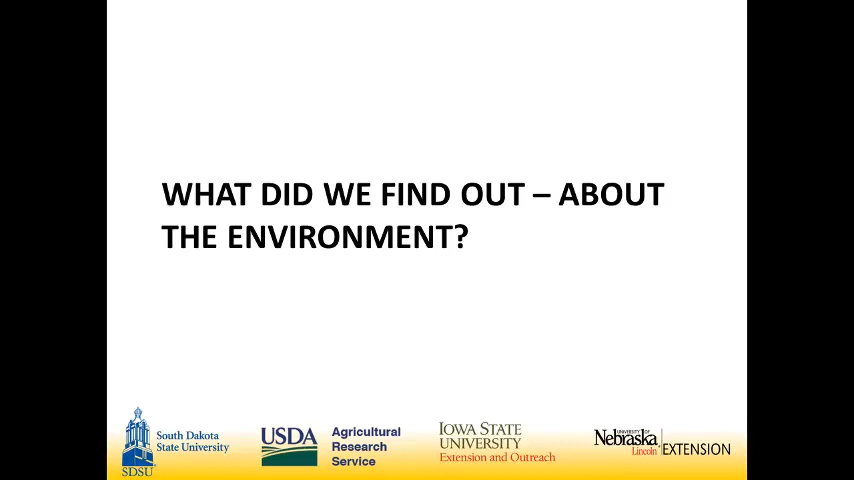 WHAT DID WE FIND OUT – ABOUT
THE ENVIRONMENT?
South Dakota
State University
SDSU
USDA
Agricultural
Research
Service
IOWA STATE
UNIVERSITY
Extension and Outreach
UNIVERSITY OF
Nebraska
Lincoln
EXTENSION